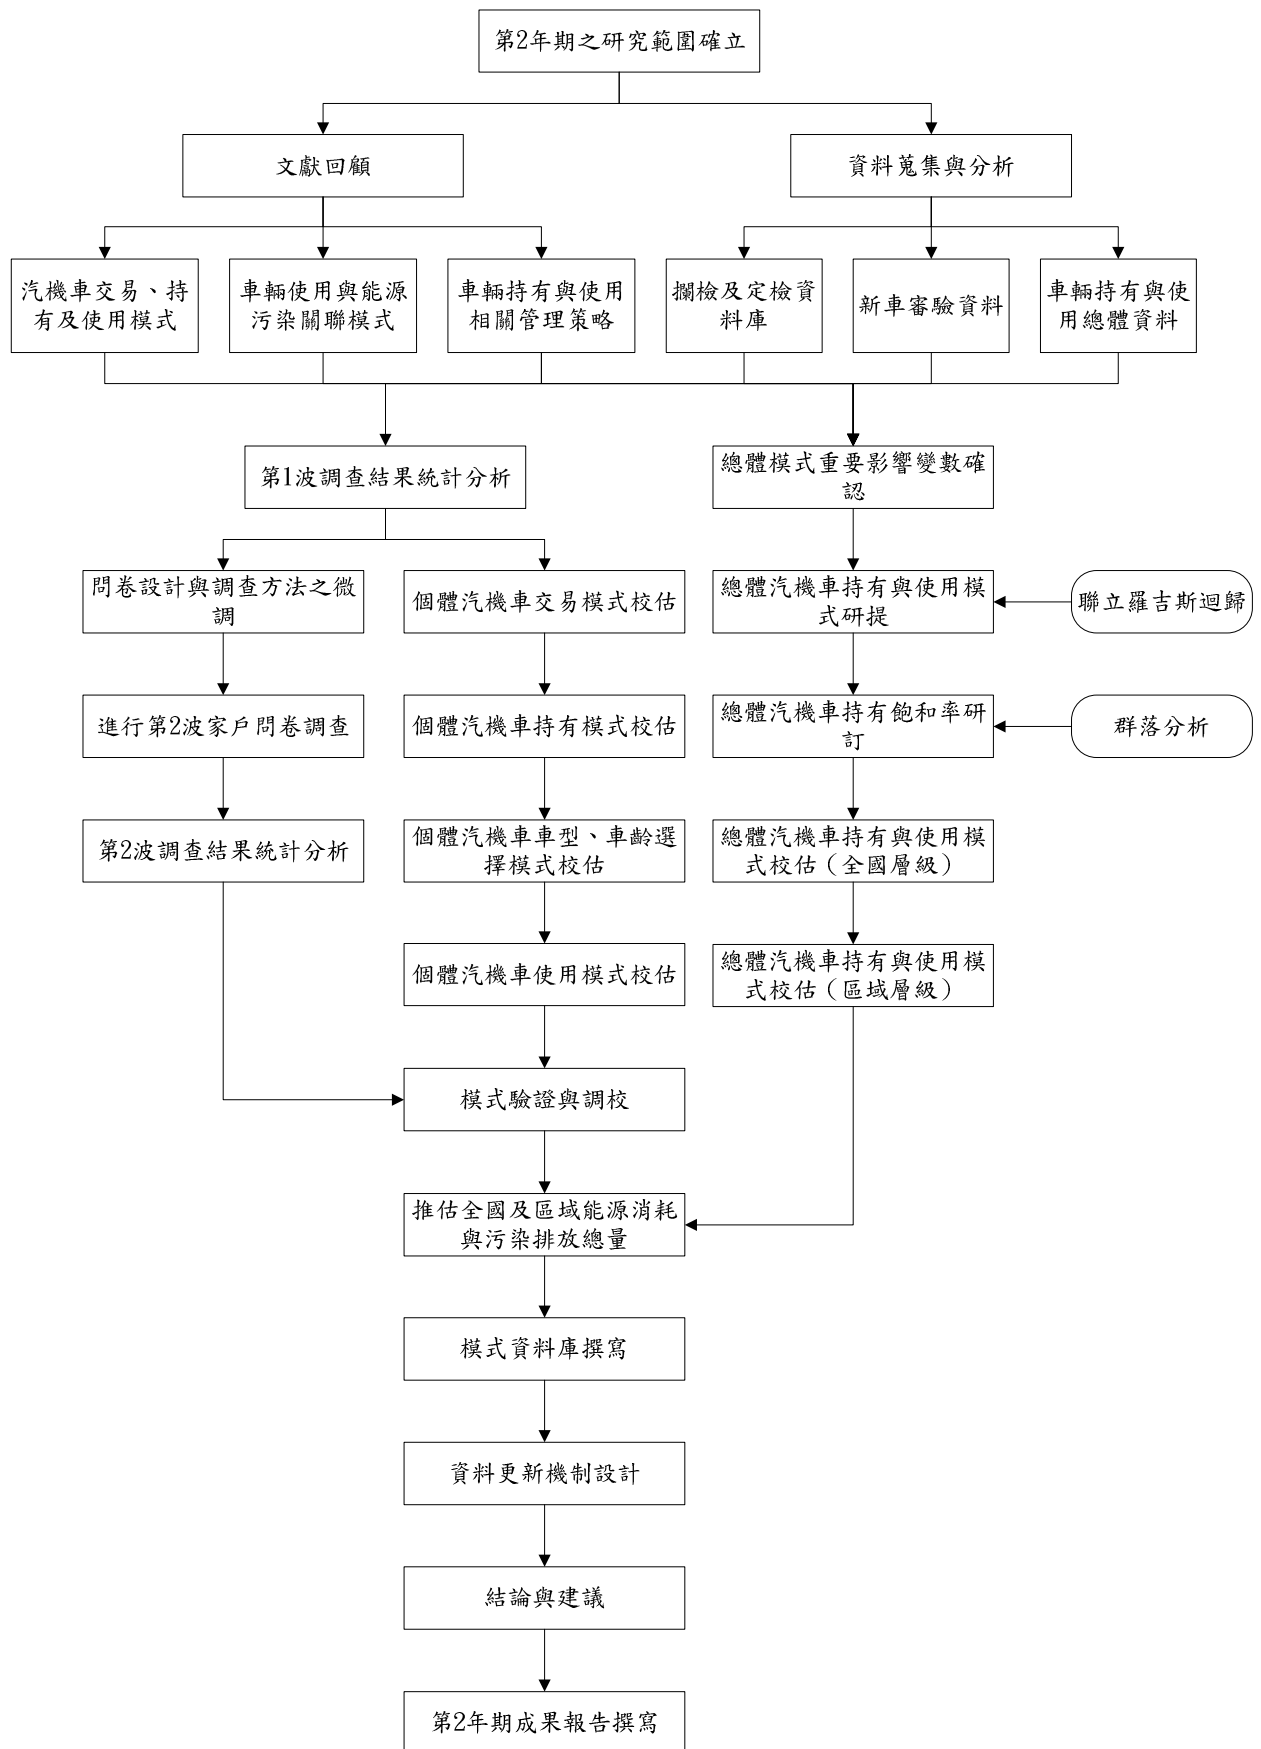 第2年期之研究範圍確立
文獻回顧
資料蒐集與分析
汽機車交易、持
有及使用模式
車輛使用與能源
污染關聯模式
車輛持有與使用
相關管理策略
攔檢及定檢資
料庫
新車審驗資料
車輛持有與使
用總體資料
第1波調查結果統計分析
總體模式重要影響變數確
認
問卷設計與調查方法之微
調
個體汽機車交易模式校估
總體汽機車持有與使用模
式研提
聯立羅吉斯迴歸
進行第2波家戶問卷調查
個體汽機車持有模式校估
總體汽機車持有飽和率研
訂
群落分析
第2波調查結果統計分析
個體汽機車車型、車齡選
擇模式校估
總體汽機車持有與使用模
式校估（全國層級）
個體汽機車使用模式校估
總體汽機車持有與使用模
式校估（區域層級）
模式驗證與調校
推估全國及區域能源消耗
與污染排放總量
模式資料庫撰寫
資料更新機制設計
結論與建議
第2年期成果報告撰寫